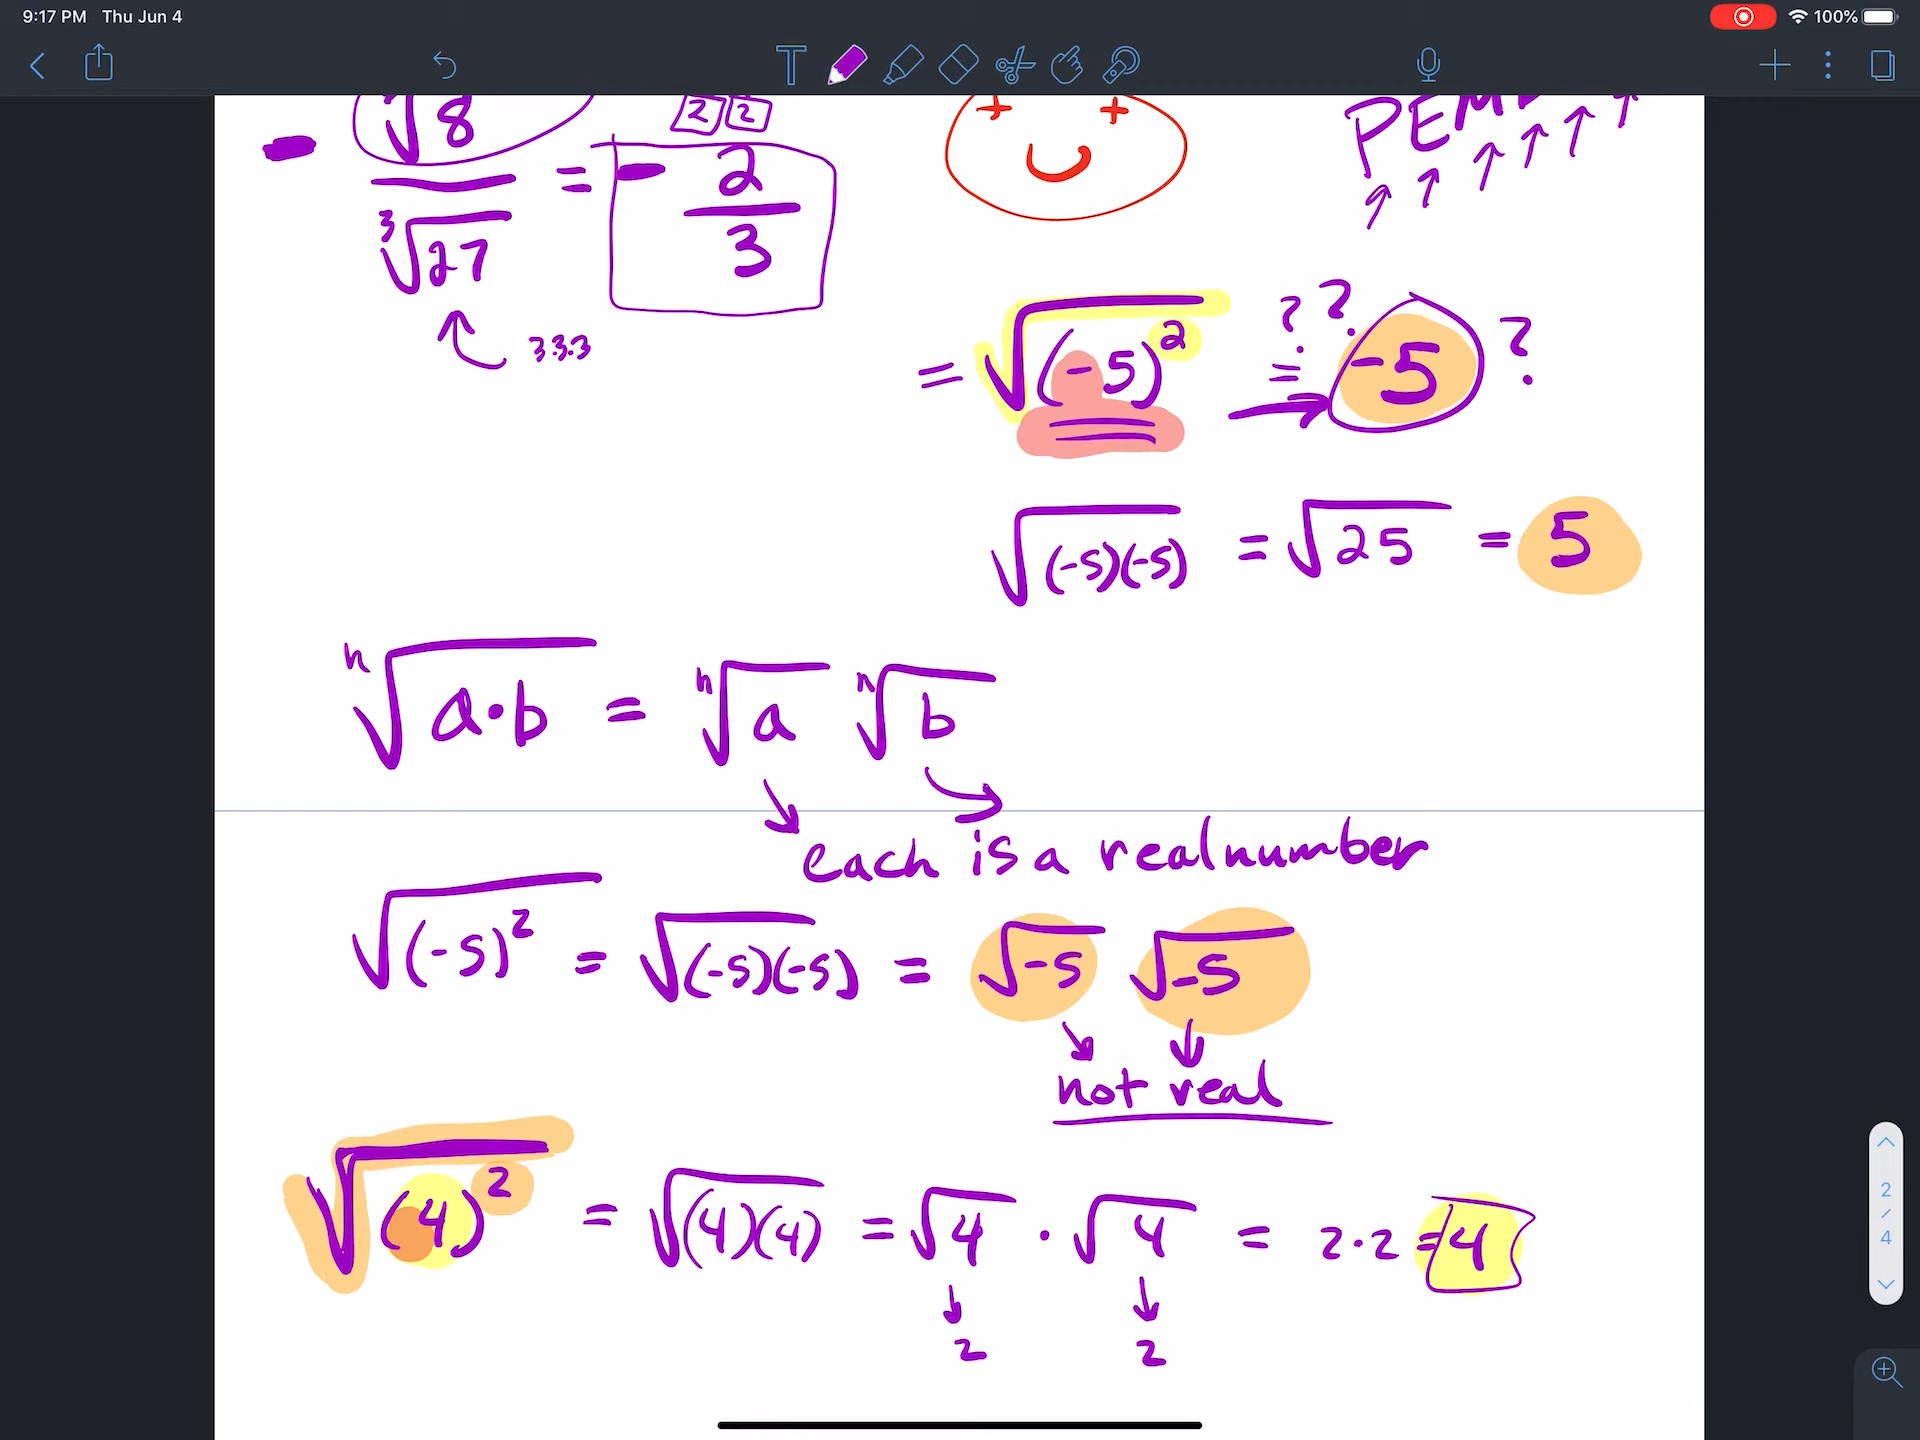 9:17 PM Thu Jun 4
100%
T
- √8 / ∛27 = - 2/3
2 2
3·3·3
+ +
PEM
= √(-5)² ?= ? -5 ?
√(-5)(-5) = √25 = 5
ⁿ√a·b = ⁿ√a ⁿ√b
each is a real number
√(-5)² = √(-5)(-5) = √-5 √-5
not real
√(4)² = √(4)(4) = √4 · √4 = 2·2 = 4
2 2
2 / 4